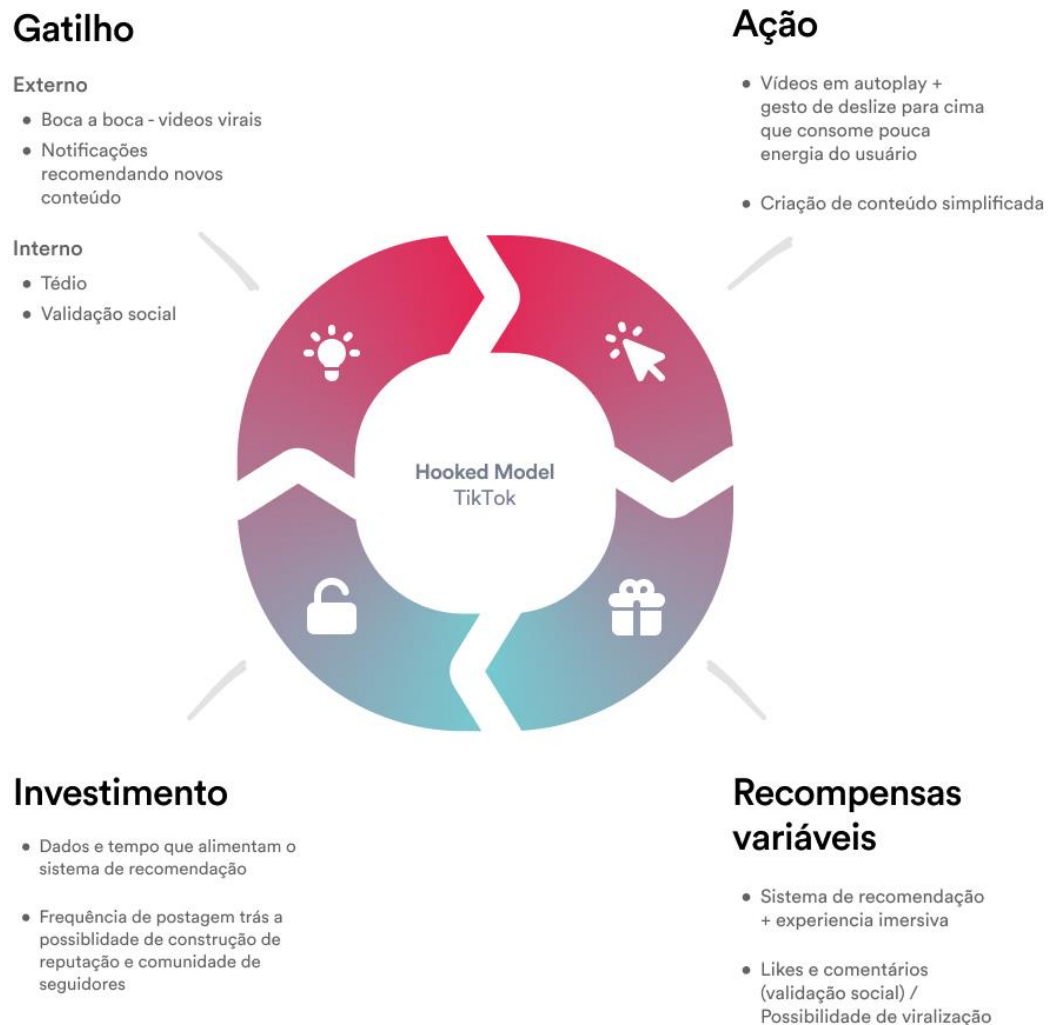 Gatilho
Externo
• Boca a boca - videos virais
• Notificações
recomendando novos
conteúdo
Interno
• Tédio
• Validação social
Ação
• Vídeos em autoplay +
gesto de deslize para cima
que consome pouca
energia do usuário
• Criação de conteúdo simplificada
Hooked Model
TikTok
Investimento
• Dados e tempo que alimentam o
sistema de recomendação
• Frequência de postagem trás a
possiblidade de construção de
reputação e comunidade de
seguidores
Recompensas
variáveis
• Sistema de recomendação
+ experiencia imersiva
• Likes e comentários
(validação social) /
Possibilidade de viralização